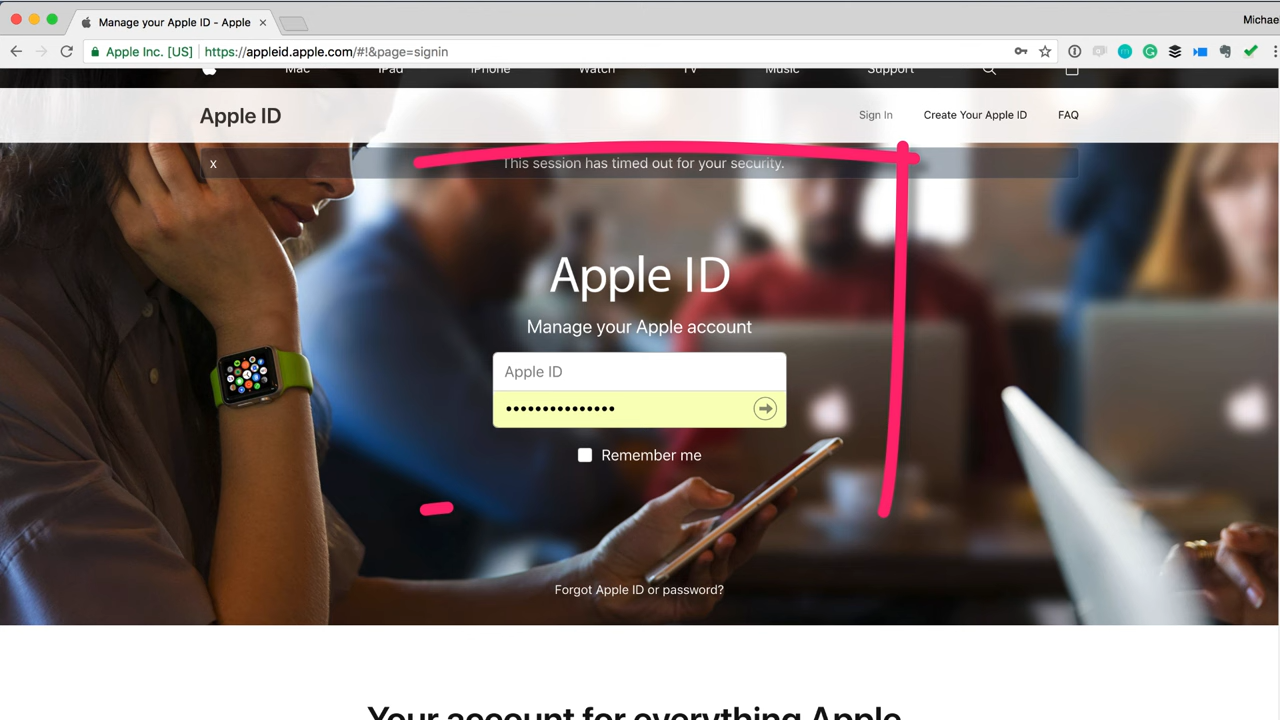 Manage your Apple ID - Apple
Michae
Apple Inc. [US] https://appleid.apple.com/#!&page=signin
Mac iPad iPhone Watch TV Music Support
Apple ID Sign In Create Your Apple ID FAQ
x This session has timed out for your security.
Apple ID
Manage your Apple account
Apple ID
•••••••••••••••
Remember me
Forgot Apple ID or password?
Your account for everything Apple